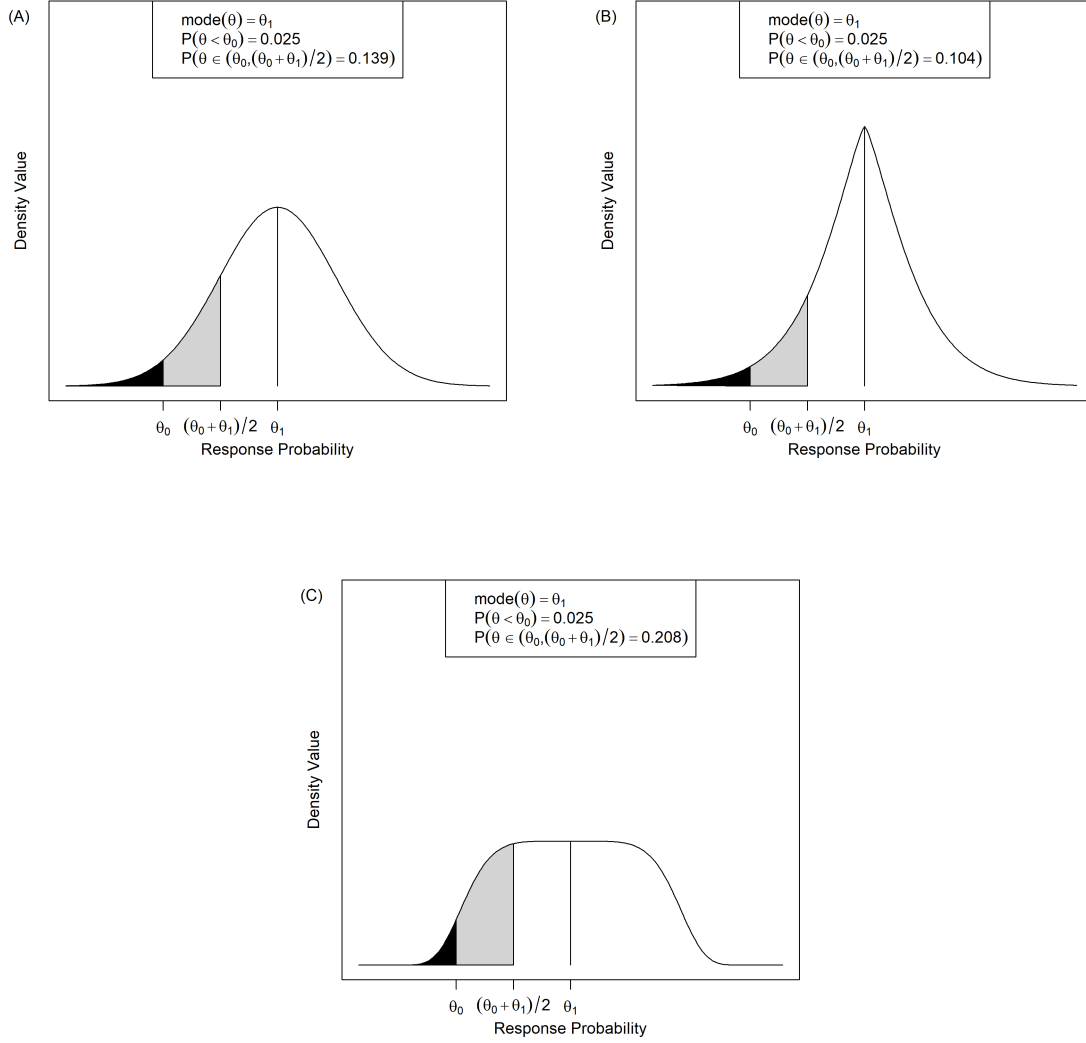 (A)
mode(θ) = θ₁
P(θ < θ₀) = 0.025
P(θ ∈ (θ₀,(θ₀ + θ₁)/2) = 0.139)
Density Value
θ₀ (θ₀ + θ₁)/2 θ₁
Response Probability
(B)
mode(θ) = θ₁
P(θ < θ₀) = 0.025
P(θ ∈ (θ₀,(θ₀ + θ₁)/2) = 0.104)
Density Value
θ₀ (θ₀ + θ₁)/2 θ₁
Response Probability
(C)
mode(θ) = θ₁
P(θ < θ₀) = 0.025
P(θ ∈ (θ₀,(θ₀ + θ₁)/2) = 0.208)
Density Value
θ₀ (θ₀ + θ₁)/2 θ₁
Response Probability